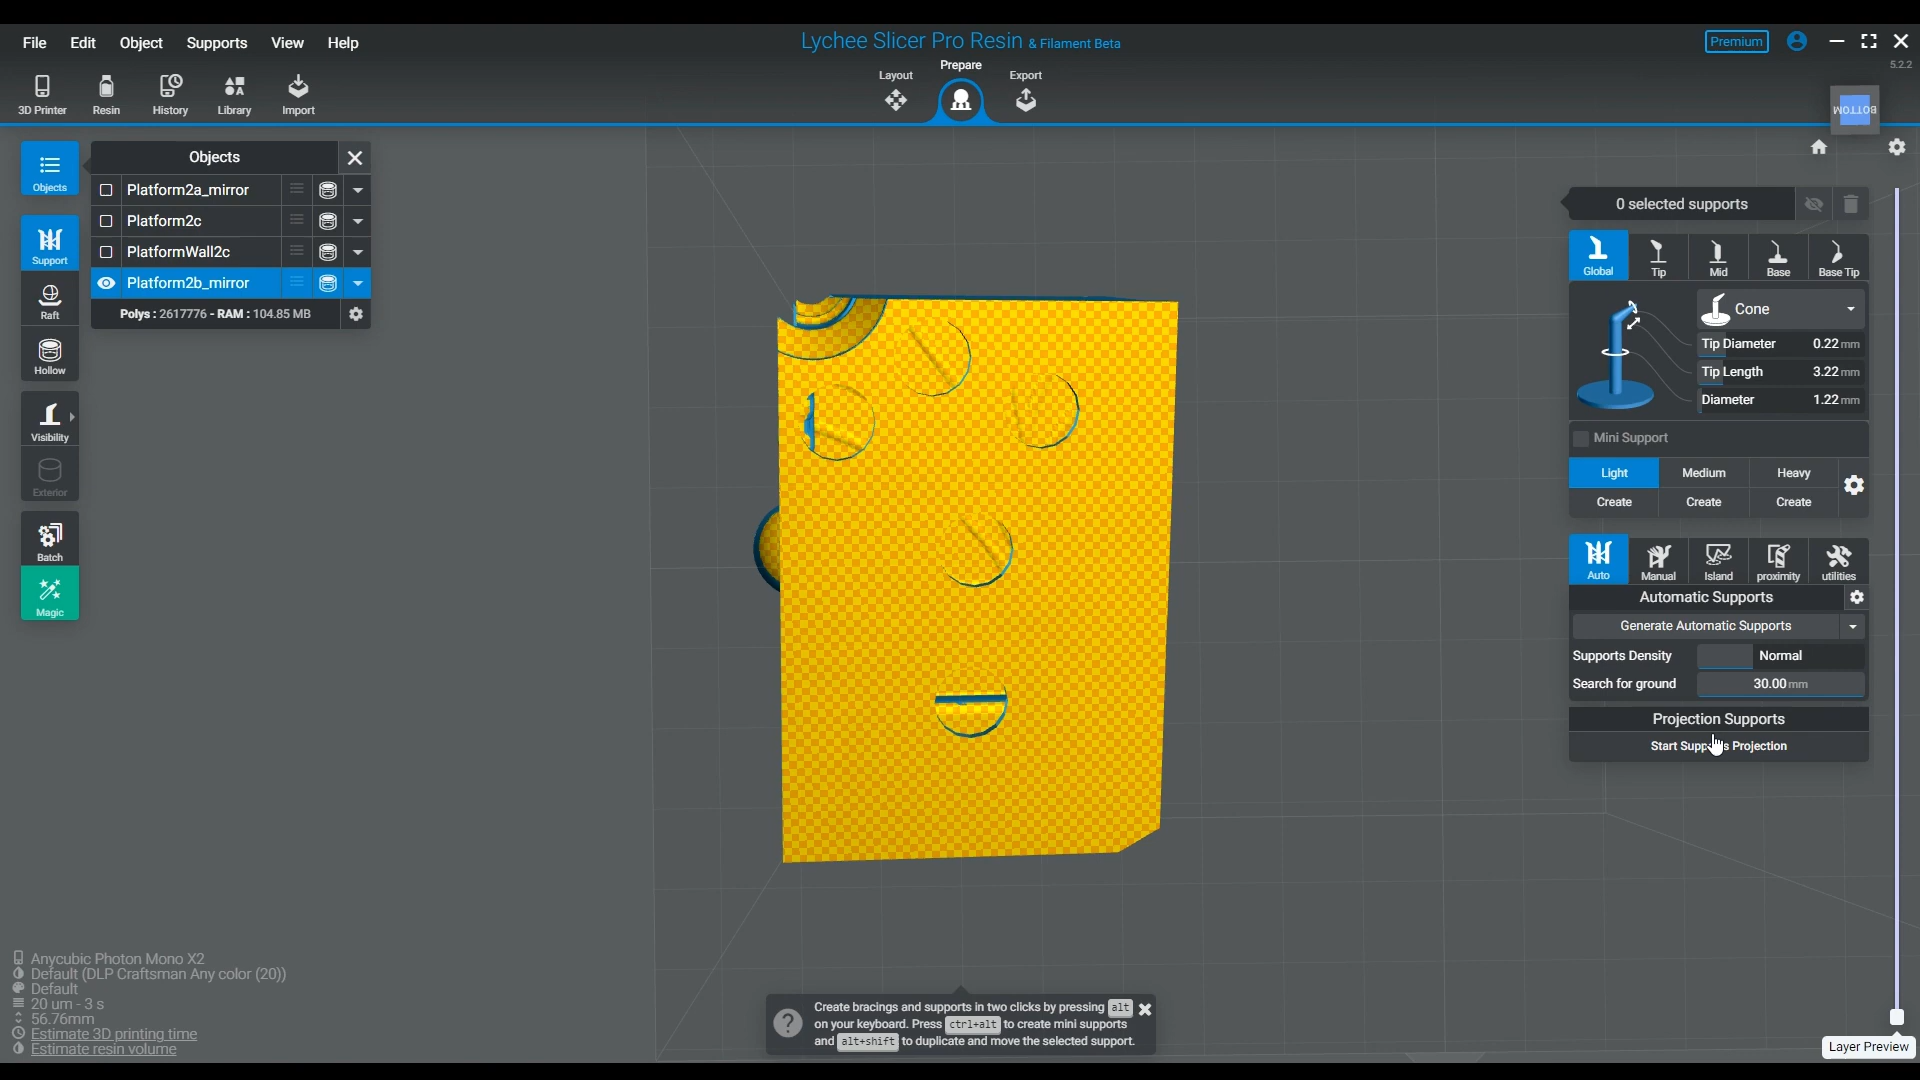 File Edit Object Supports View Help
Lychee Slicer Pro Resin & Filament Beta
Premium
5.2.2
3D Printer Resin History Library Import
Layout Prepare Export
BOTTOM
Objects
Objects
Platform2a_mirror
Platform2c
PlatformWall2c
Platform2b_mirror
Polys : 2617776 - RAM : 104.85 MB
Support
Raft
Hollow
Visibility
Exterior
Batch
Magic
0 selected supports
Global Tip Mid Base Base Tip
Cone
Tip Diameter 0.22 mm
Tip Length 3.22 mm
Diameter 1.22 mm
Mini Support
Light Medium Heavy
Create Create Create
Auto Manual Island proximity utilities
Automatic Supports
Generate Automatic Supports
Supports Density Normal
Search for ground 30.00 mm
Projection Supports
Start Supports Projection
Anycubic Photon Mono X2
Default (DLP Craftsman Any color (20))
Default
20 um - 3 s
56.76mm
Estimate 3D printing time
Estimate resin volume
Create bracings and supports in two clicks by pressing alt
on your keyboard. Press ctrl+alt to create mini supports
and alt+shift to duplicate and move the selected support.
Layer Preview